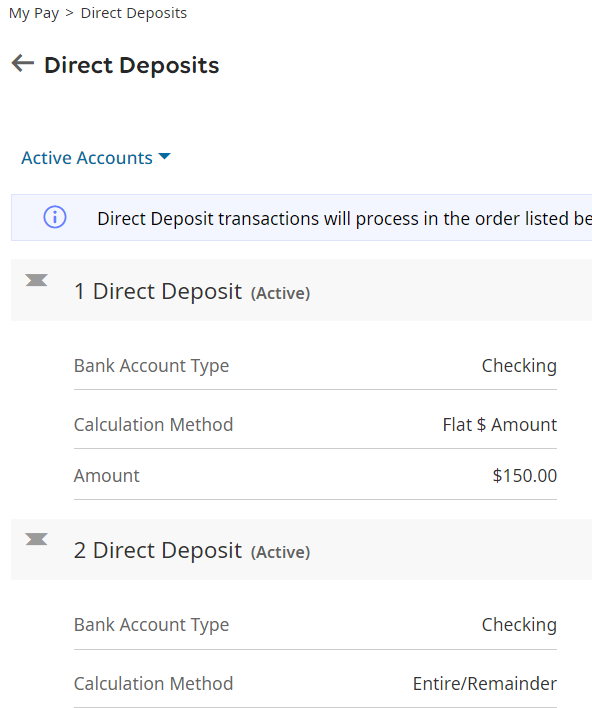 My Pay > Direct Deposits
Direct Deposits
Active Accounts
Direct Deposit transactions will process in the order listed be
1 Direct Deposit (Active)
Bank Account Type Checking
Calculation Method Flat $ Amount
Amount $150.00
2 Direct Deposit (Active)
Bank Account Type Checking
Calculation Method Entire/Remainder